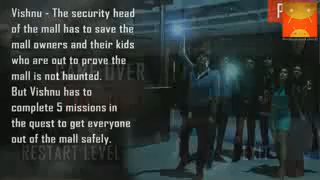 Vishnu - The security head
of the mall has to save the
mall owners and their kids
who are out to prove the
mall is not haunted.
But Vishnu has to
complete 5 missions in
the quest to get everyone
out of the mall safely.
RESTART LEVEL